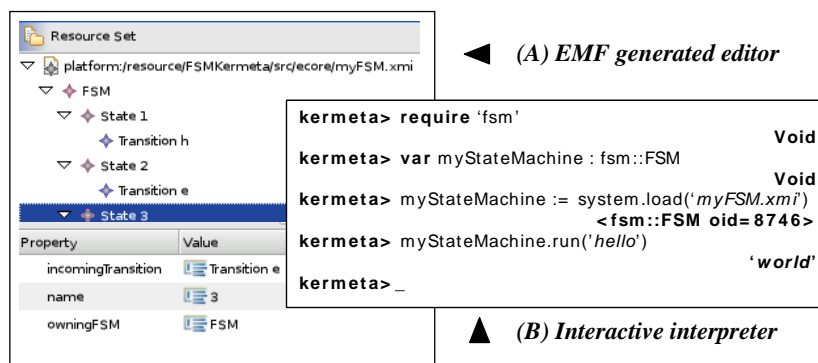 Resource Set
platform:/resource/FSMKermeta/src/ecore/myFSM.xmi
FSM
State 1
Transition h
State 2
Transition e
State 3
Property Value
incomingTransition Transition e
name 3
owningFSM FSM
(A) EMF generated editor
kermeta> require ‘fsm’
Void
kermeta> var myStateMachine : fsm::FSM
Void
kermeta> myStateMachine := system.load(‘myFSM.xmi’)
<fsm::FSM oid=8746>
kermeta> myStateMachine.run(’hello’)
‘world’
kermeta> _
(B) Interactive interpreter